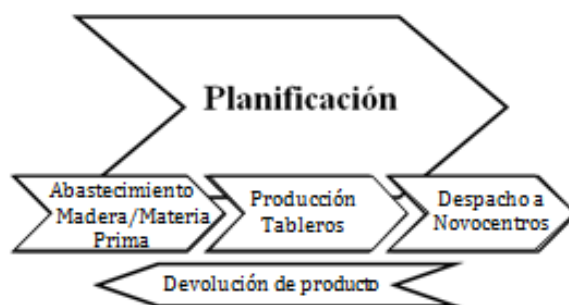 Planificación
Abastecimiento
Madera/Materia
Prima
Producción
Tableros
Despacho a
Novocentros
Devolución de producto